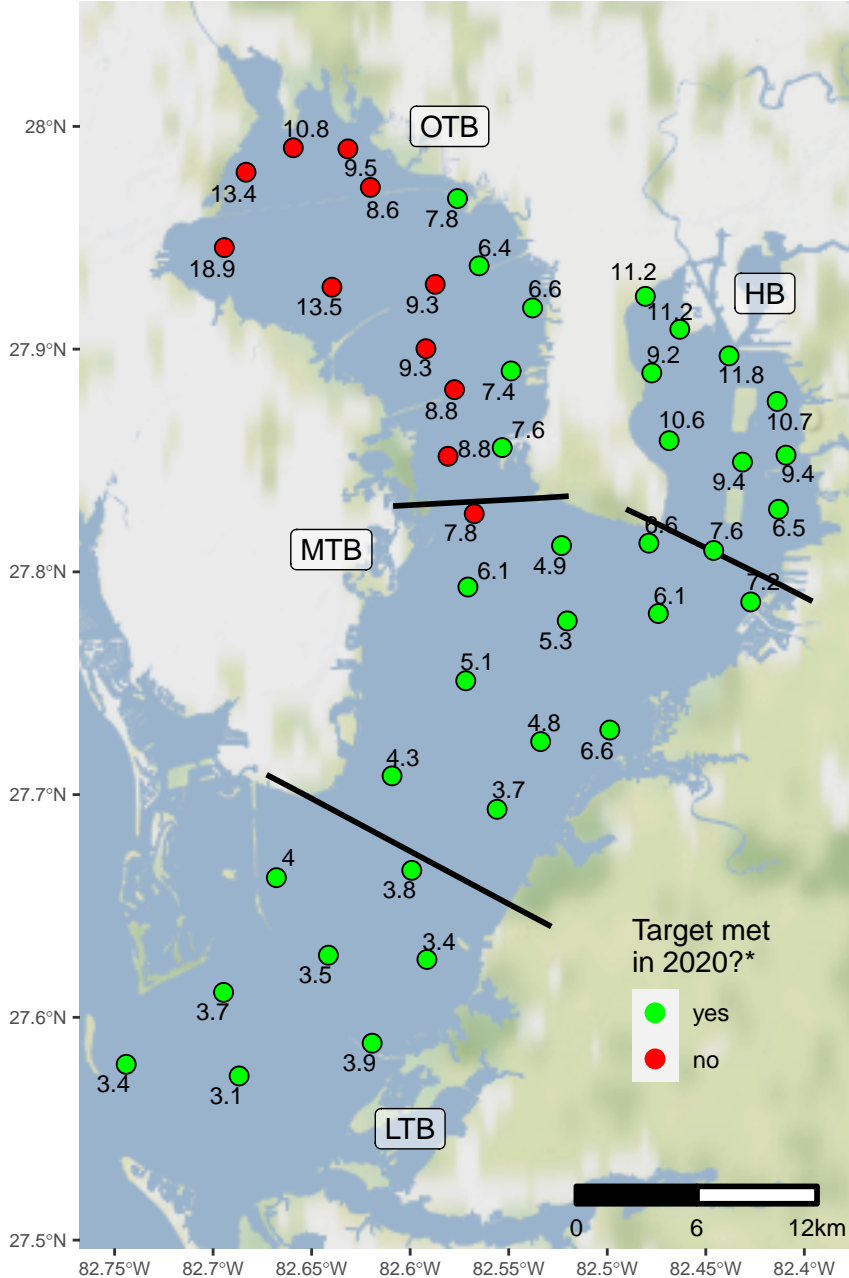 28°N
27.9°N
27.8°N
27.7°N
27.6°N
27.5°N
OTB
10.8
9.5
13.4
8.6
7.8
6.4
18.9
13.5
9.3
6.6
11.2
HB
11.2
9.3
9.2
11.8
7.4
8.8
10.7
10.6
7.6
8.8
9.4
9.4
7.8
6.6
7.6
6.5
MTB
4.9
6.1
7.2
6.1
5.3
5.1
4.8
6.6
4.3
3.7
4
3.8
3.4
3.5
3.7
3.9
3.4
3.1
LTB
Target met
in 2020?*
yes
no
0 6 12km
82.75°W 82.7°W 82.65°W 82.6°W 82.55°W 82.5°W 82.45°W 82.4°W